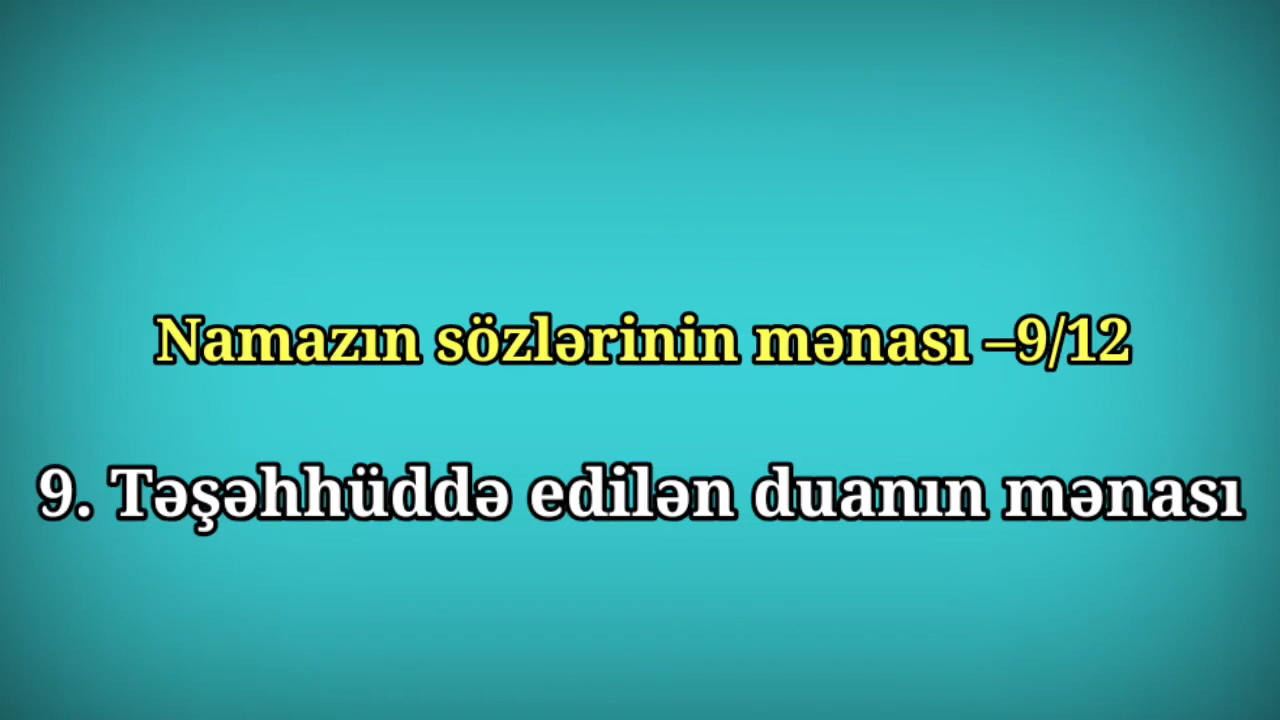 Namazın sözlərinin mənası –9/12
9. Təşəhhüddə edilən duanın mənası